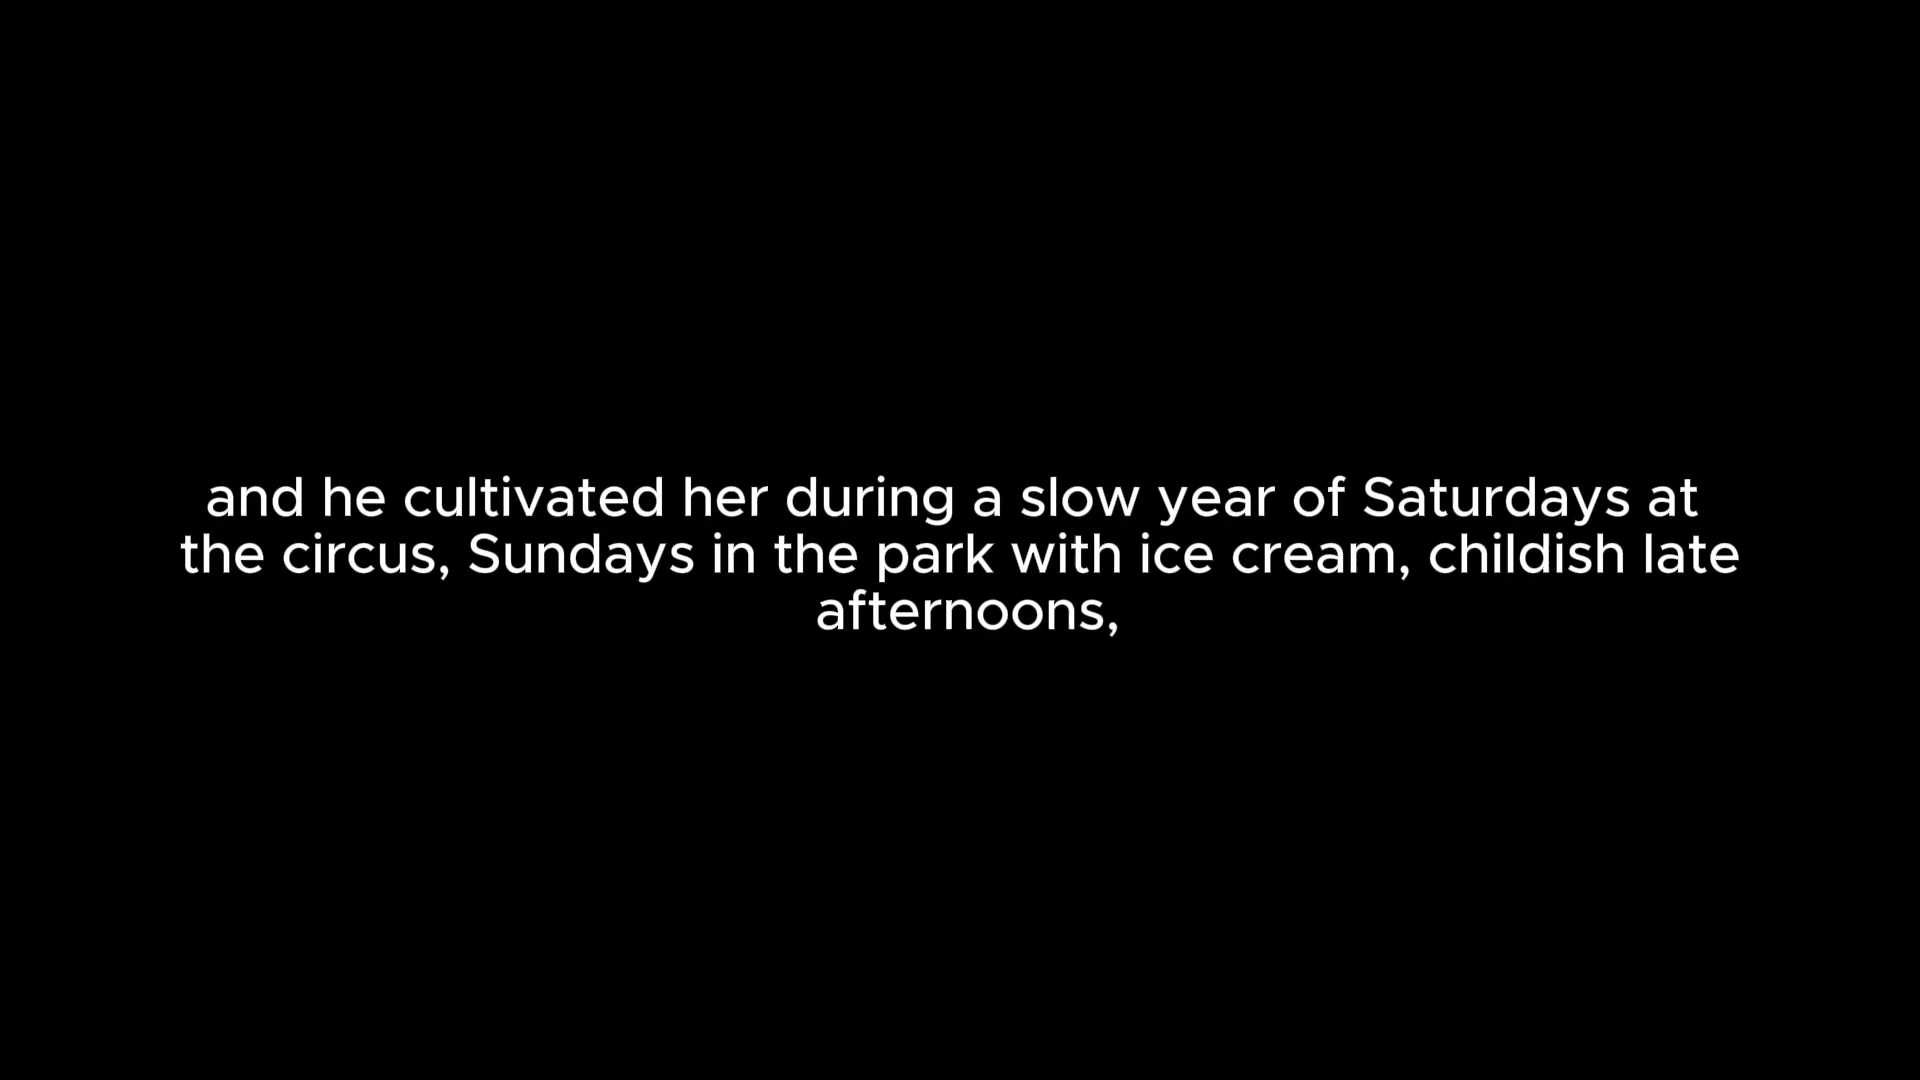 and he cultivated her during a slow year of Saturdays at
the circus, Sundays in the park with ice cream, childish late
afternoons,